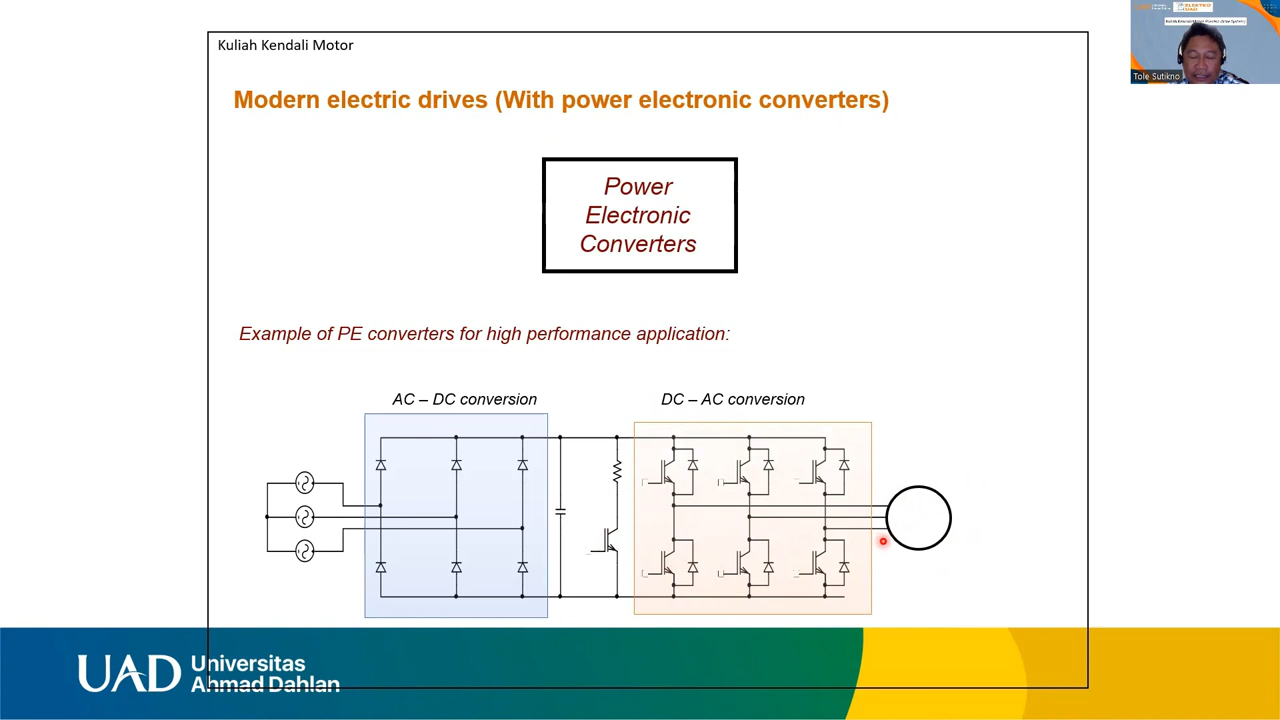 Kuliah Kendali Motor
Modern electric drives (With power electronic converters)
Power
Electronic
Converters
Example of PE converters for high performance application:
AC – DC conversion
DC – AC conversion
UAD
Universitas
Ahmad Dahlan
Tole Sutikno